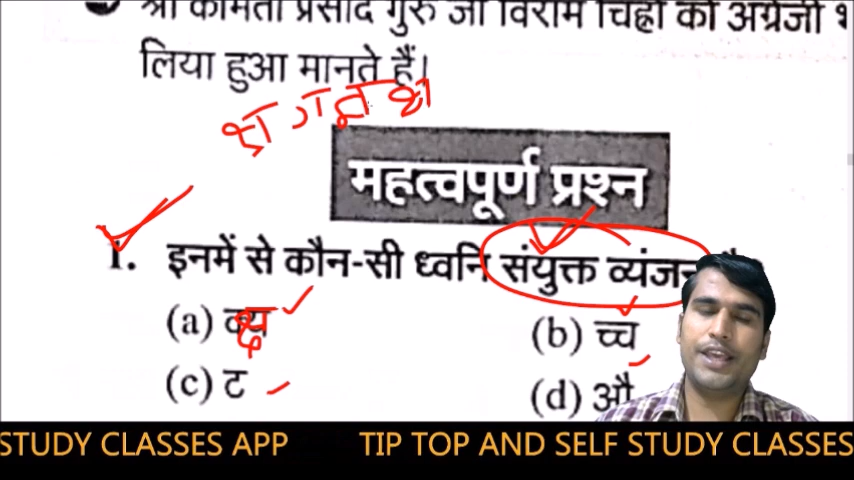 श्री कामता प्रसाद गुरु जी विराम चिह्नों को अंग्रेजी
लिया हुआ मानते हैं।
महत्वपूर्ण प्रश्न
1. इनमें से कौन-सी ध्वनि संयुक्त व्यंजन
(a) क्ष
(b) च्च
(c) ट
(d) औ
STUDY CLASSES APP TIP TOP AND SELF STUDY CLASSES